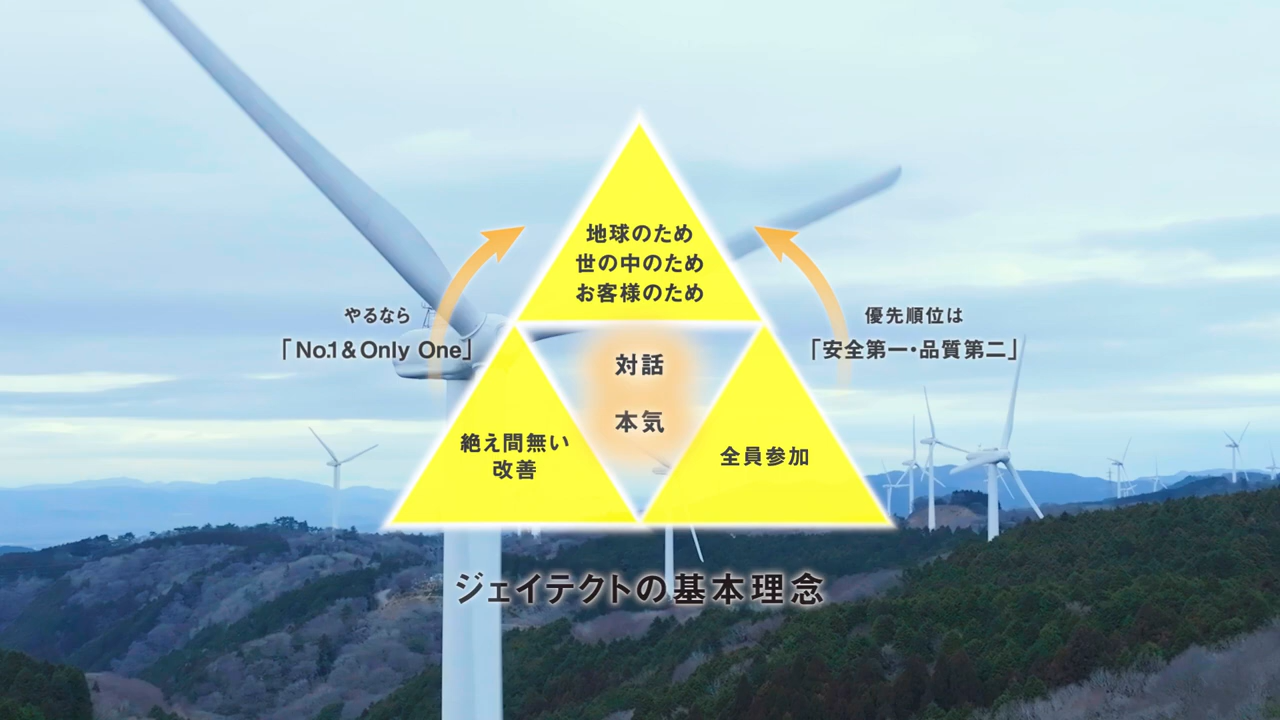 地球のため
世の中のため
お客様のため
やるなら
「No.1&Only One」
優先順位は
「安全第一・品質第二」
対話
本気
絶え間無い
改善
全員参加
ジェイテクトの基本理念